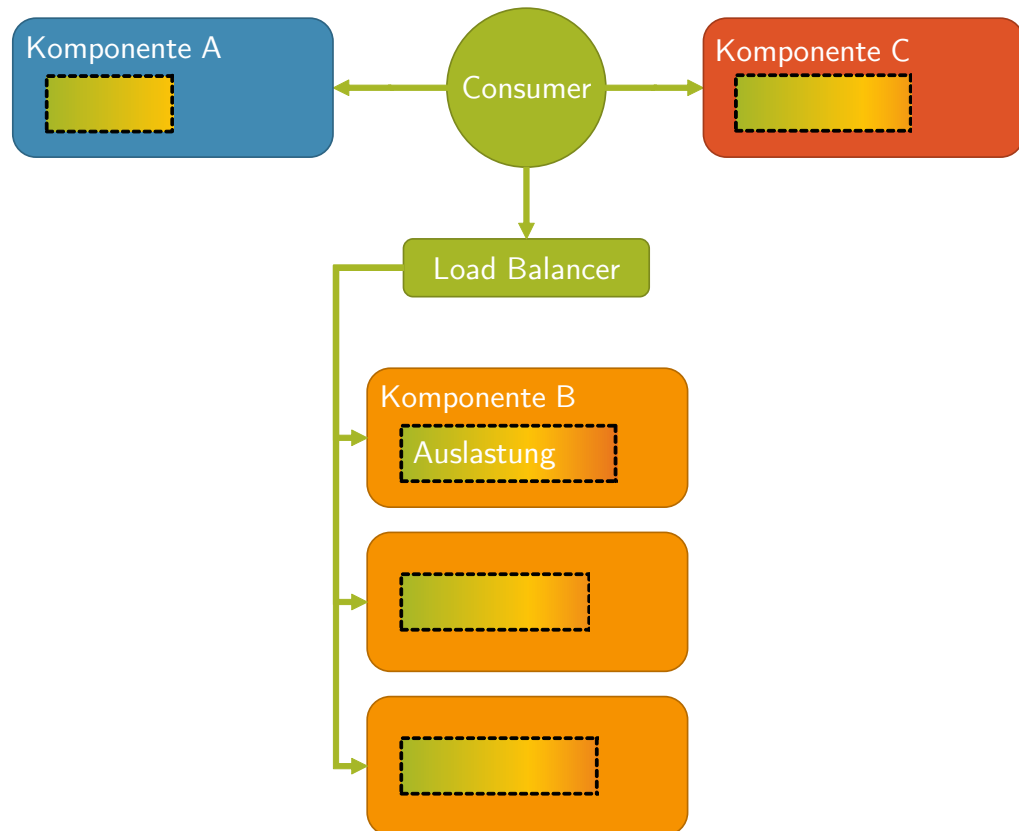 Komponente A
Consumer
Komponente C
Load Balancer
Komponente B
Auslastung